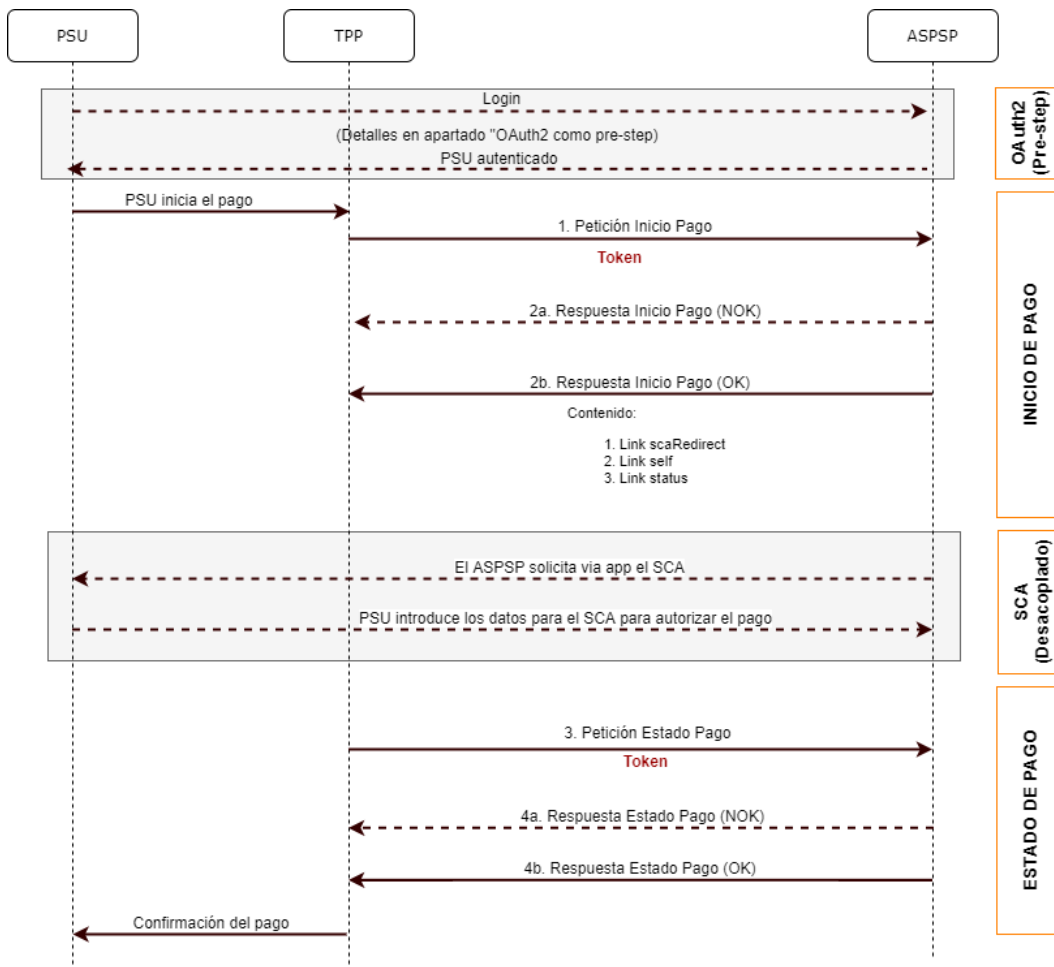 PSU
TPP
ASPSP
Login
(Detalles en apartado "OAuth2 como pre-step)
PSU autenticado
OAuth2
(Pre-step)
PSU inicia el pago
1. Petición Inicio Pago
Token
2a. Respuesta Inicio Pago (NOK)
2b. Respuesta Inicio Pago (OK)
Contenido:
1. Link scaRedirect
2. Link self
3. Link status
INICIO DE PAGO
El ASPSP solicita via app el SCA
PSU introduce los datos para el SCA para autorizar el pago
SCA
(Desacoplado)
3. Petición Estado Pago
Token
4a. Respuesta Estado Pago (NOK)
4b. Respuesta Estado Pago (OK)
Confirmación del pago
ESTADO DE PAGO